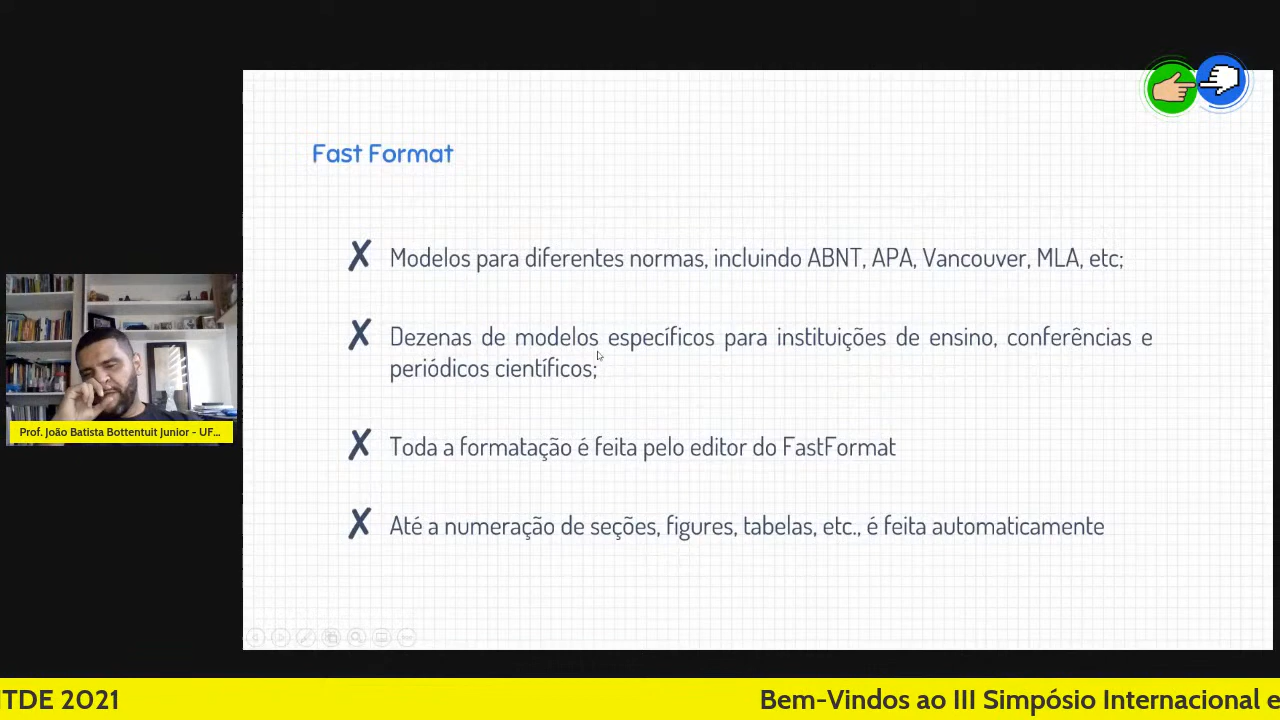 Fast Format
✗ Modelos para diferentes normas, incluindo ABNT, APA, Vancouver, MLA, etc;
✗ Dezenas de modelos específicos para instituições de ensino, conferências e
periódicos científicos;
✗ Toda a formatação é feita pelo editor do FastFormat
✗ Até a numeração de seções, figures, tabelas, etc., é feita automaticamente
Prof. João Batista Bottentuit Junior - UF...
ITDE 2021 Bem-Vindos ao III Simpósio Internacional e